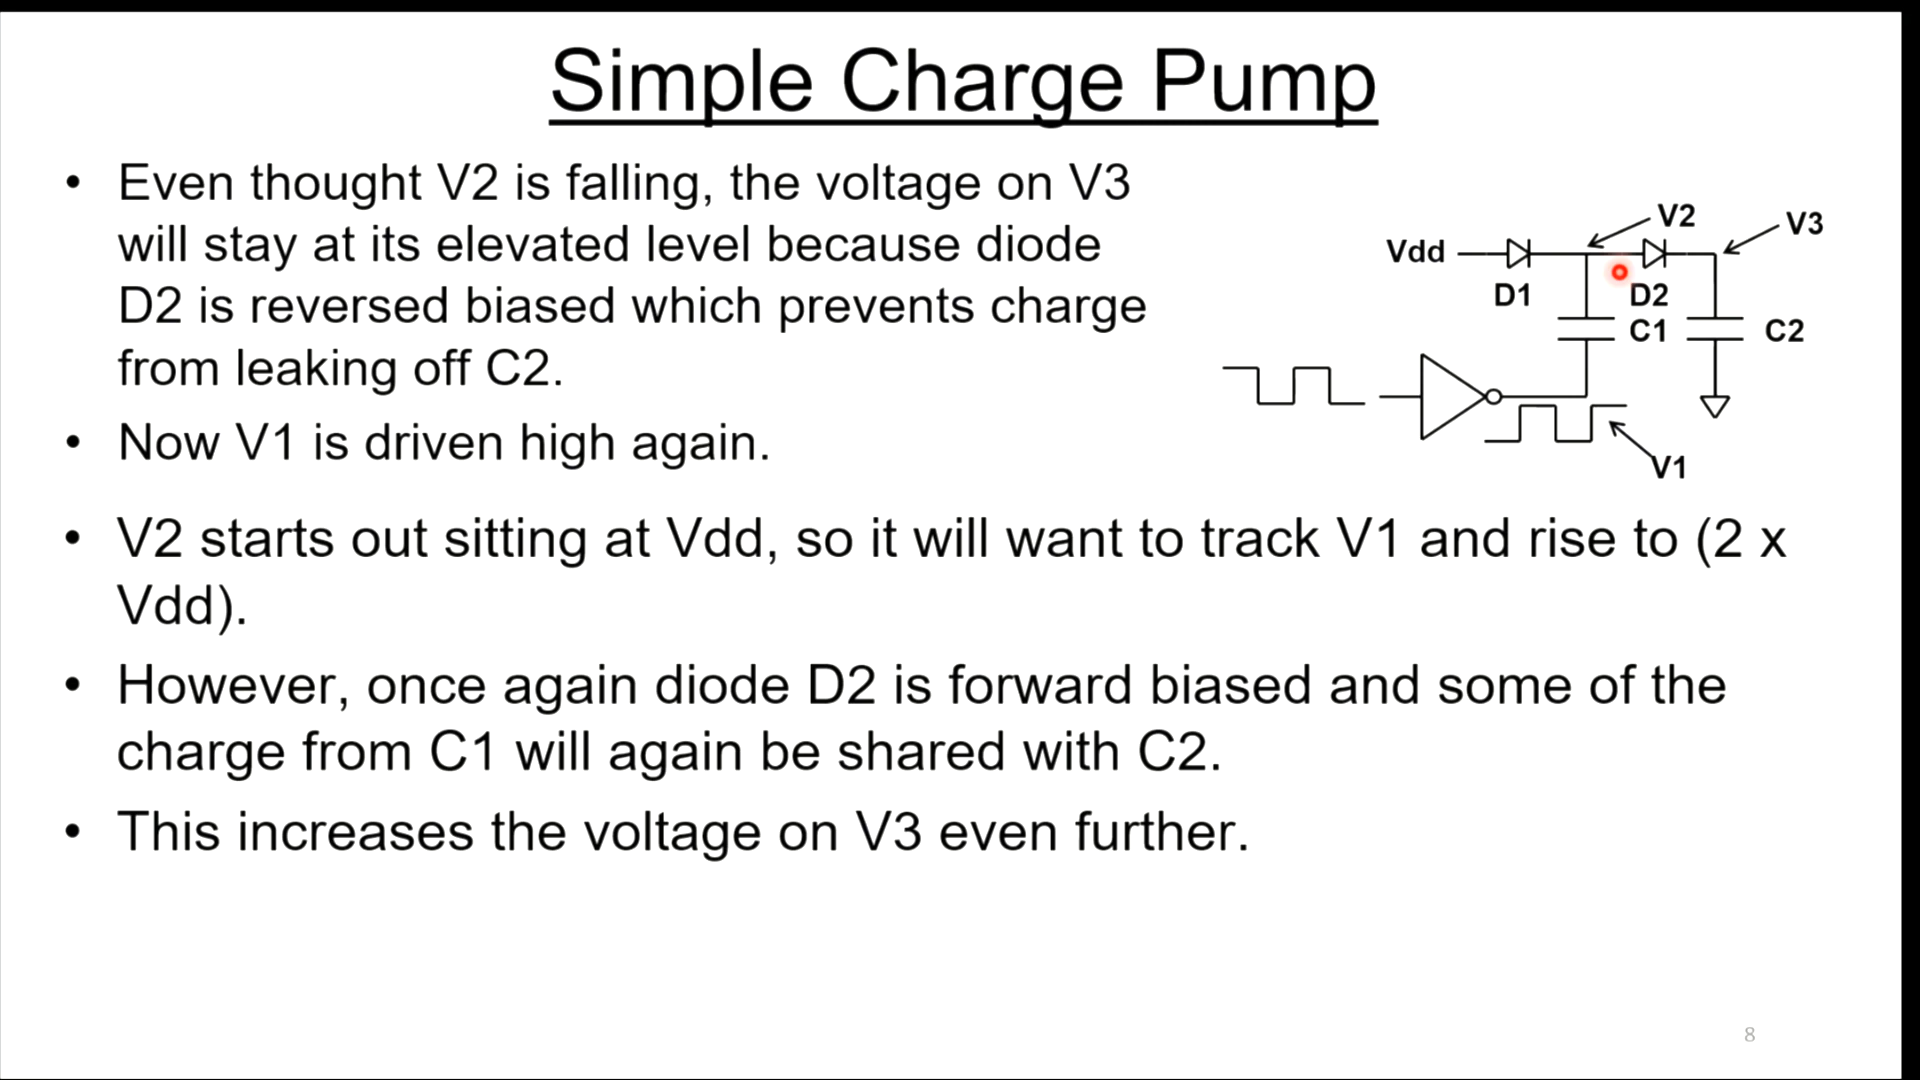 Simple Charge Pump
• Even thought V2 is falling, the voltage on V3
will stay at its elevated level because diode
D2 is reversed biased which prevents charge
from leaking off C2.
• Now V1 is driven high again.
• V2 starts out sitting at Vdd, so it will want to track V1 and rise to (2 x
Vdd).
• However, once again diode D2 is forward biased and some of the
charge from C1 will again be shared with C2.
• This increases the voltage on V3 even further.
V2
V3
Vdd
D1
D2
C1
C2
V1
8